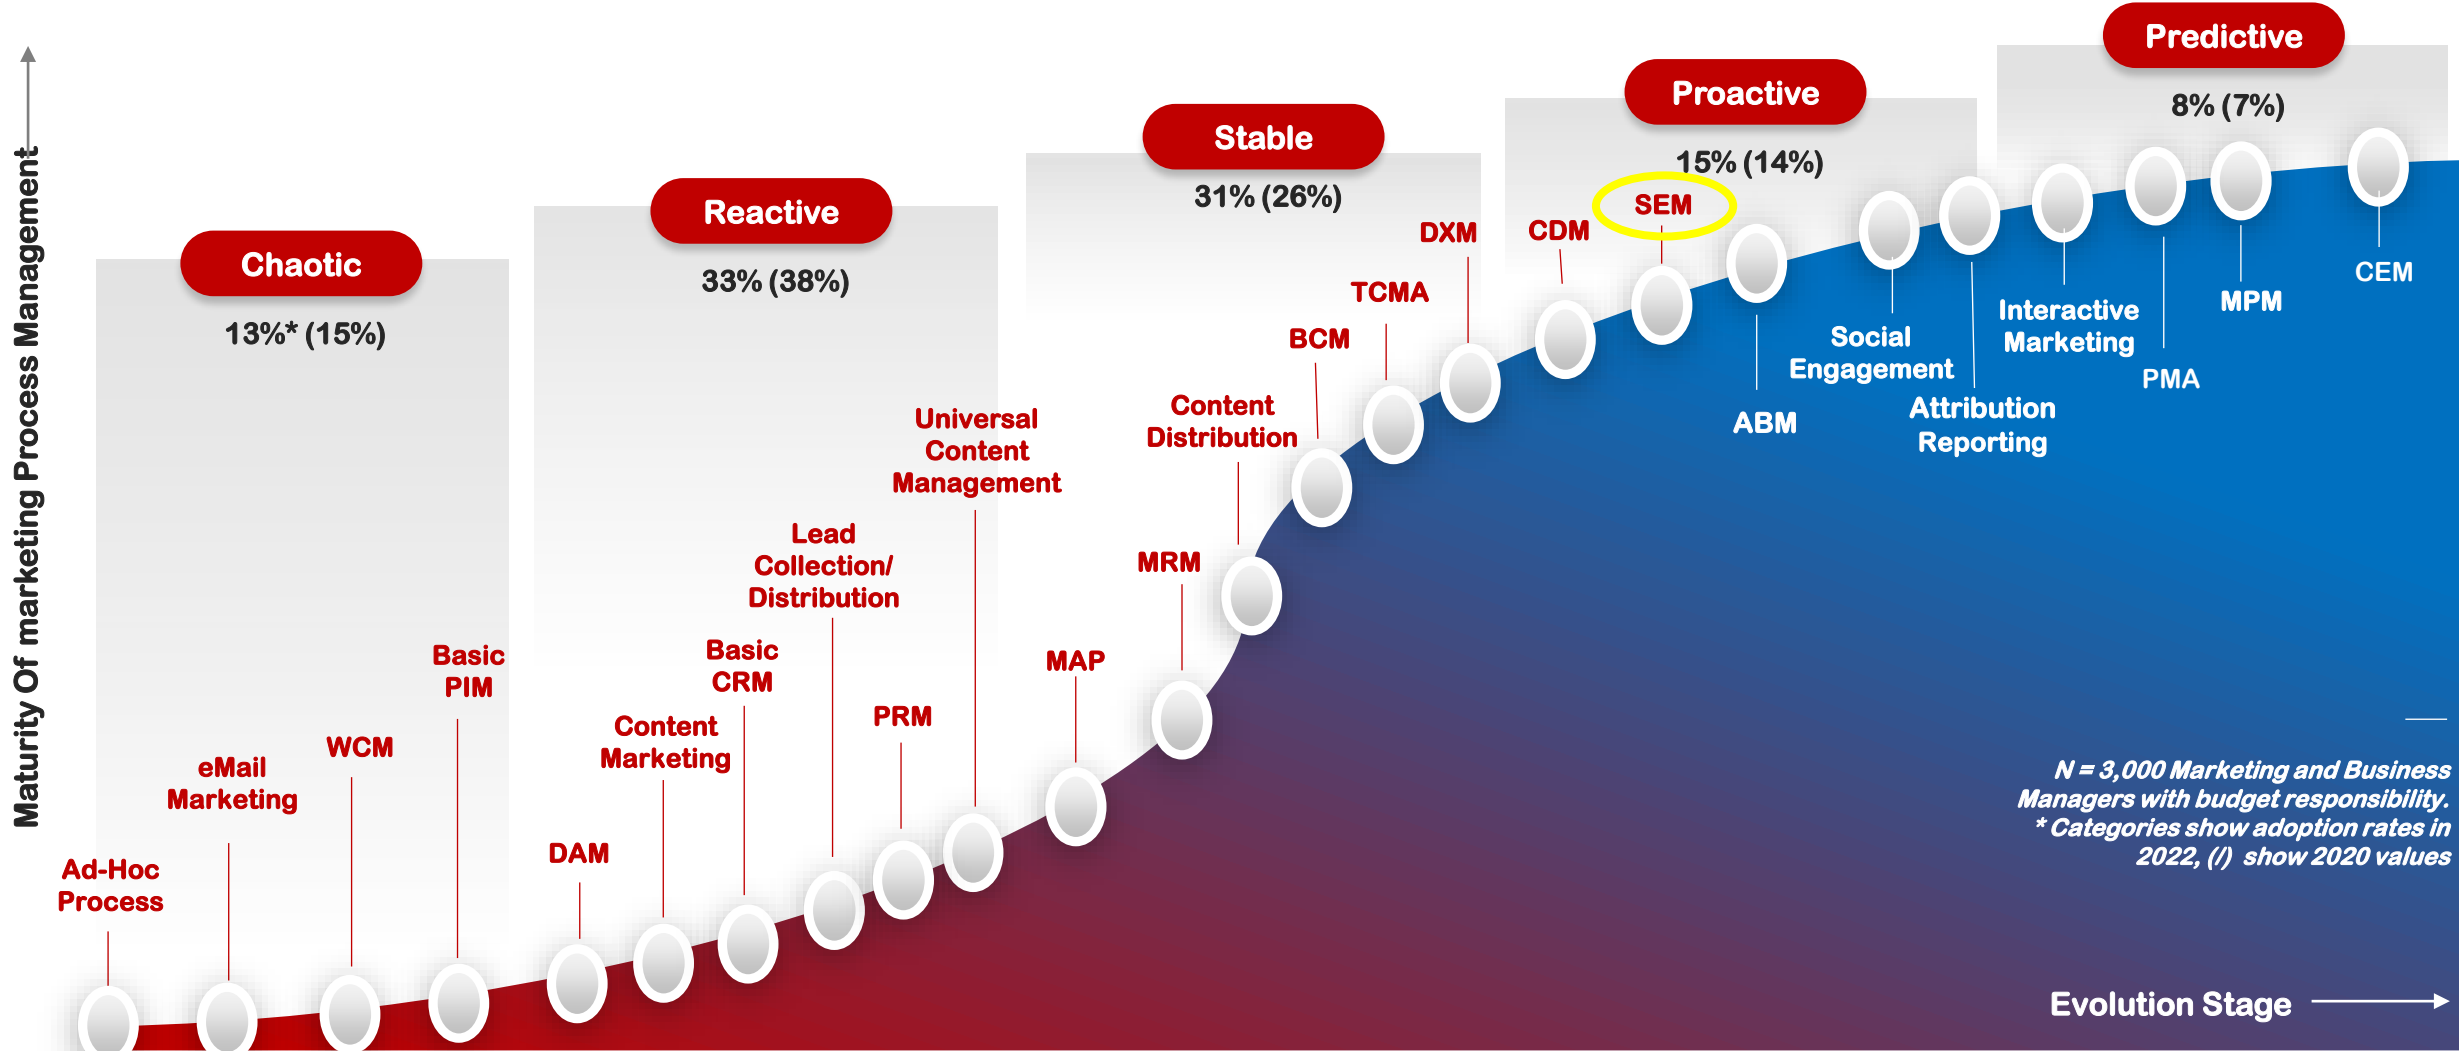 Maturity Of marketing Process Management
Chaotic
13%* (15%)
Reactive
33% (38%)
Stable
31% (26%)
Proactive
15% (14%)
Predictive
8% (7%)
Ad-Hoc
Process
eMail
Marketing
WCM
Basic
PIM
DAM
Content
Marketing
Basic
CRM
Lead
Collection/
Distribution
PRM
Universal
Content
Management
MAP
MRM
Content
Distribution
BCM
TCMA
DXM
CDM
SEM
ABM
Social
Engagement
Attribution
Reporting
Interactive
Marketing
PMA
MPM
CEM
N = 3,000 Marketing and Business
Managers with budget responsibility.
* Categories show adoption rates in
2022, (/) show 2020 values
Evolution Stage